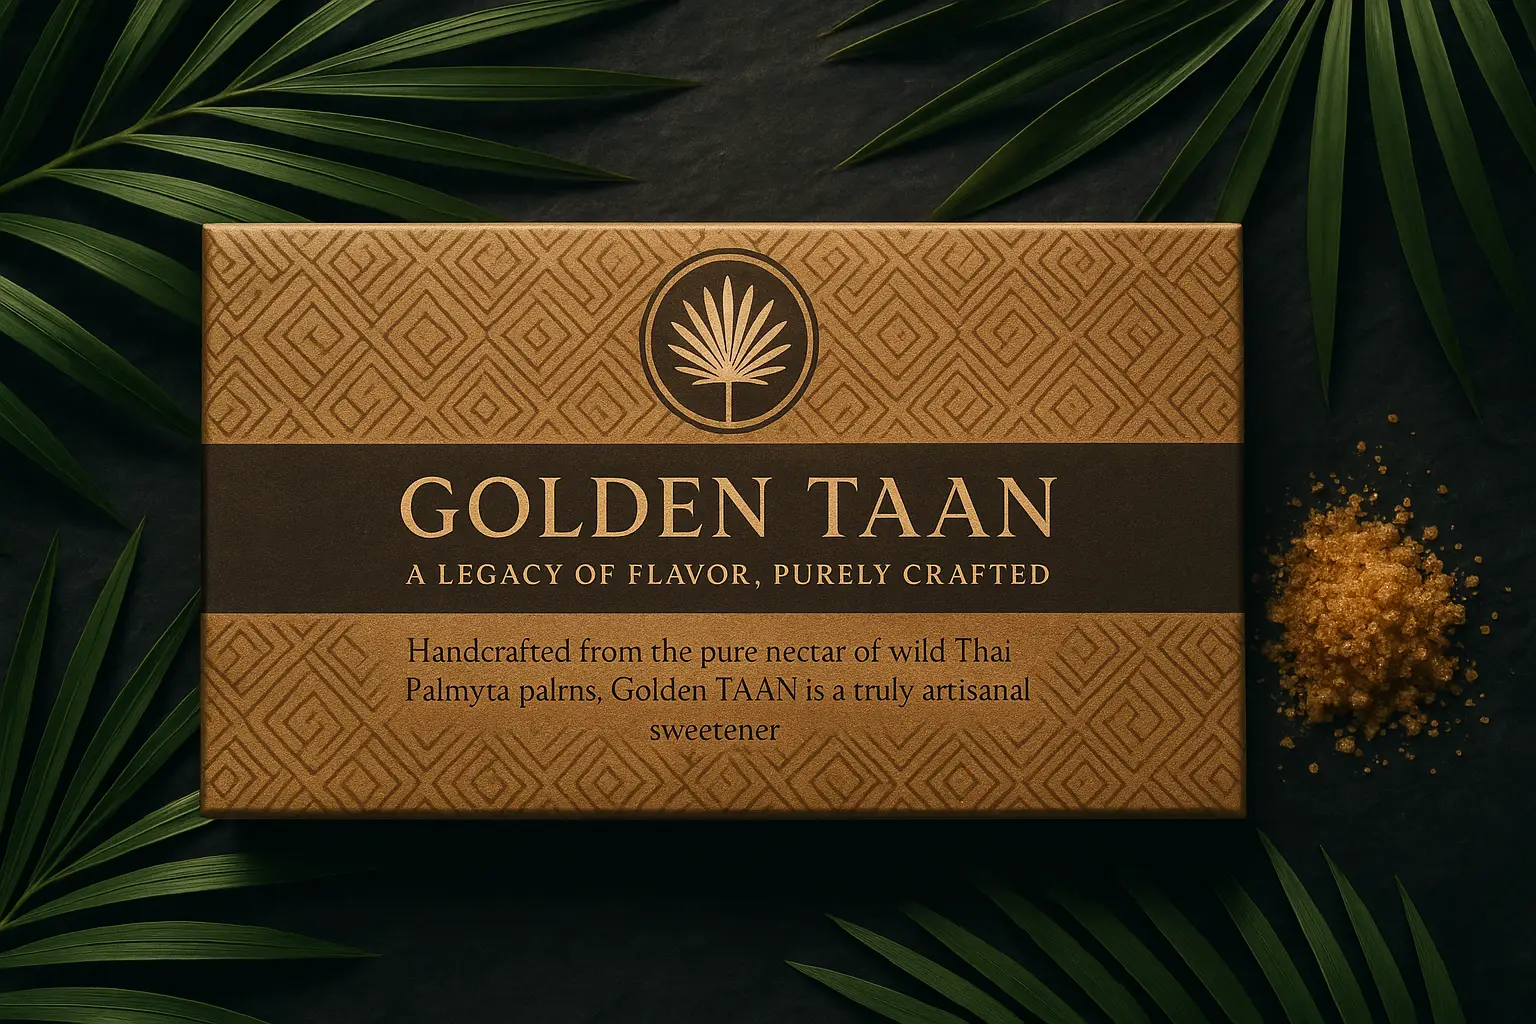 GOLDEN TAAN
A LEGACY OF FLAVOR, PURELY CRAFTED
Handcrafted from the pure nectar of wild Thai
Palmyta palrns, Golden TAAN is a truly artisanal
sweetener